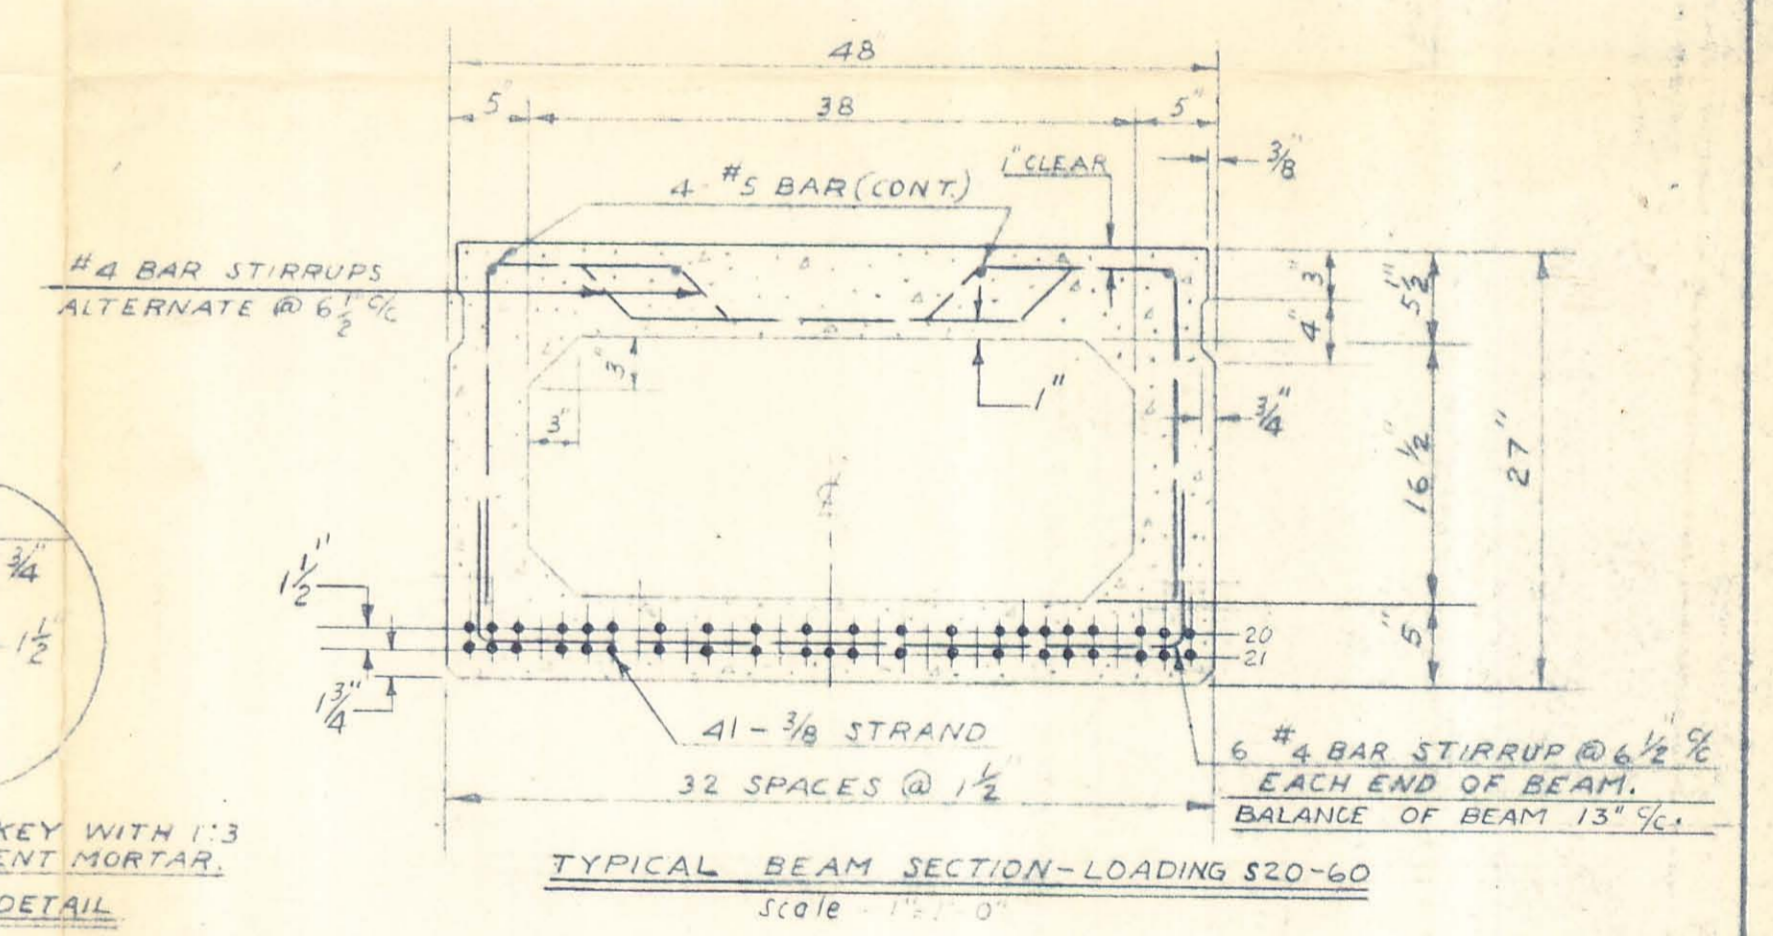 48
5"
38
5"
3/8"
1" CLEAR
4 #5 BAR (CONT.)
#4 BAR STIRRUPS
ALTERNATE @ 6 1/2" C/C
3"
5 1/2"
4"
3"
3"
1"
3/4"
16 1/2"
27"
3/4"
1 1/2"
1 1/2"
1 3/4"
20
21
5"
41 - 3/8" STRAND
32 SPACES @ 1 1/2"
6 #4 BAR STIRRUP @ 6 1/2" C/C
EACH END OF BEAM.
BALANCE OF BEAM 13" C/C.
KEY WITH 1:3
ENT MORTAR.
DETAIL
TYPICAL BEAM SECTION - LOADING S20-60
Scale 1"=1'-0"